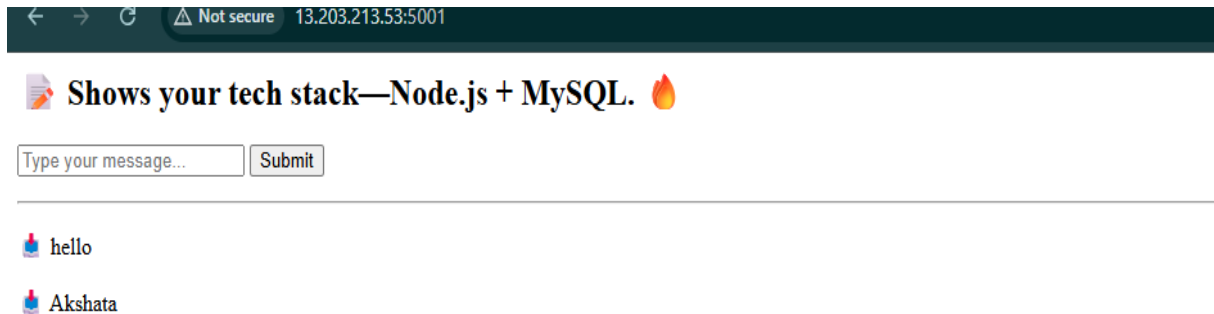 Not secure 13.203.213.53:5001
📝 Shows your tech stack—Node.js + MySQL. 🔥
Type your message... Submit
📥 hello
📥 Akshata